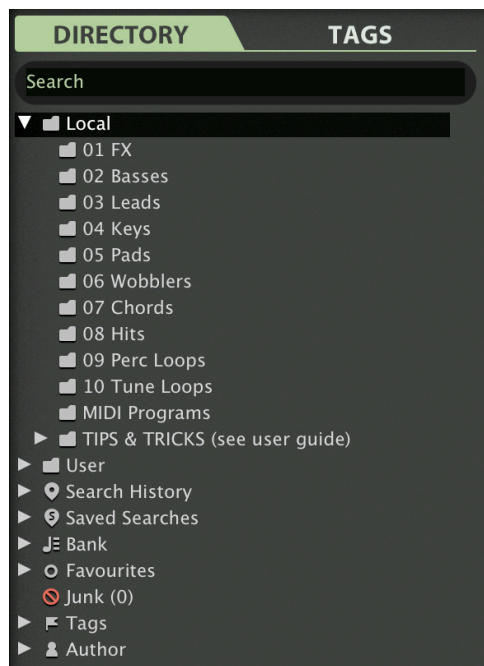 DIRECTORY TAGS
Search
Local
01 FX
02 Basses
03 Leads
04 Keys
05 Pads
06 Wobblers
07 Chords
08 Hits
09 Perc Loops
10 Tune Loops
MIDI Programs
TIPS & TRICKS (see user guide)
User
Search History
S Saved Searches
Bank
Favourites
Junk (0)
Tags
Author